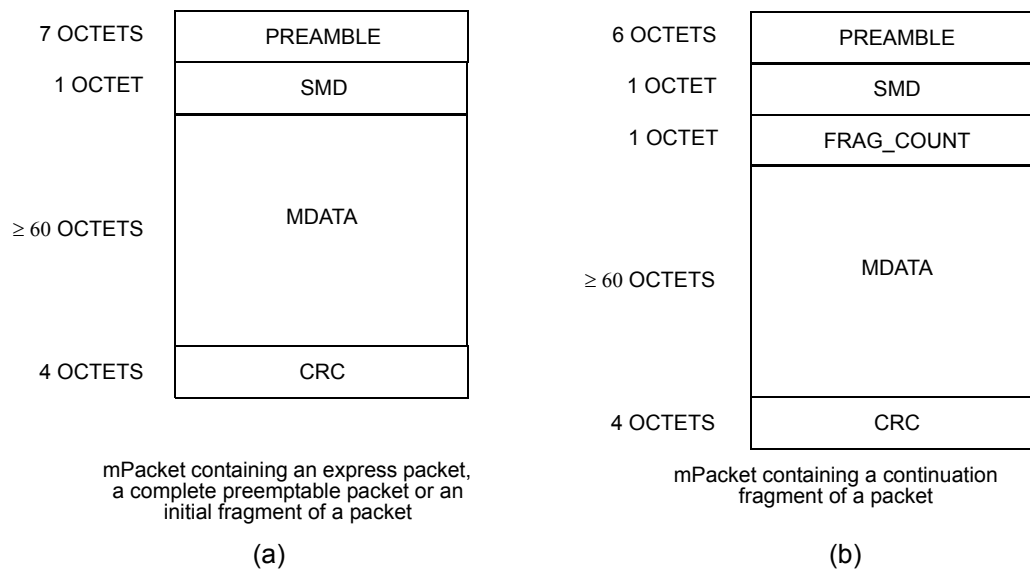 7 OCTETS PREAMBLE
1 OCTET SMD
≥ 60 OCTETS MDATA
4 OCTETS CRC
mPacket containing an express packet,
a complete preemptable packet or an
initial fragment of a packet
(a)
6 OCTETS PREAMBLE
1 OCTET SMD
1 OCTET FRAG_COUNT
≥ 60 OCTETS MDATA
4 OCTETS CRC
mPacket containing a continuation
fragment of a packet
(b)